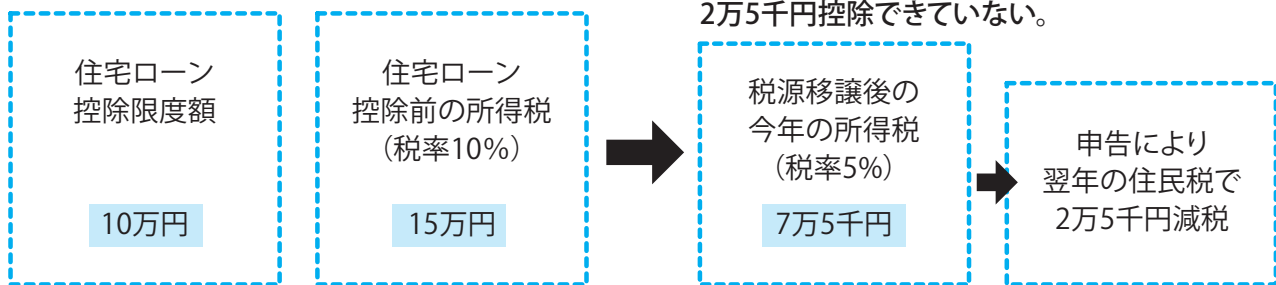 2万5千円控除できていない。
住宅ローン
控除限度額
10万円
住宅ローン
控除前の所得税
（税率10％）
15万円
税源移譲後の
今年の所得税
（税率5%）
7万5千円
申告により
翌年の住民税で
2万5千円減税